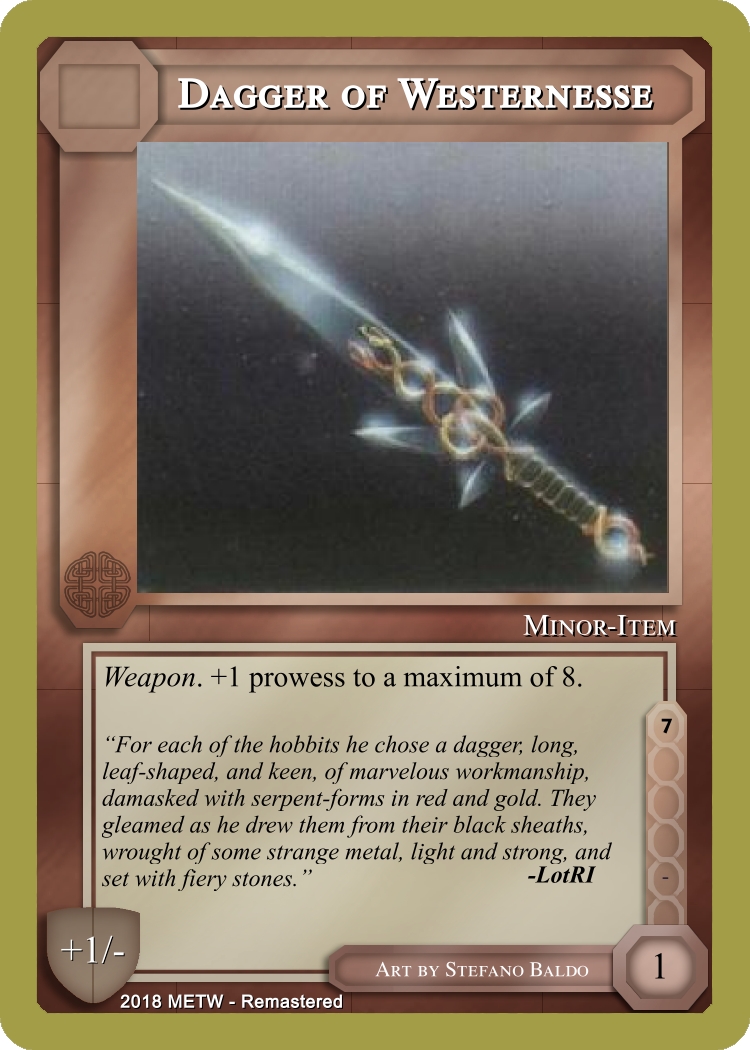 Dagger of Westernesse
Minor-Item
Weapon. +1 prowess to a maximum of 8.
“For each of the hobbits he chose a dagger, long,
leaf-shaped, and keen, of marvelous workmanship,
damasked with serpent-forms in red and gold. They
gleamed as he drew them from their black sheaths,
wrought of some strange metal, light and strong, and
set with fiery stones.”
-LotRI
7
-
+1/-
Art by Stefano Baldo
1
2018 METW - Remastered